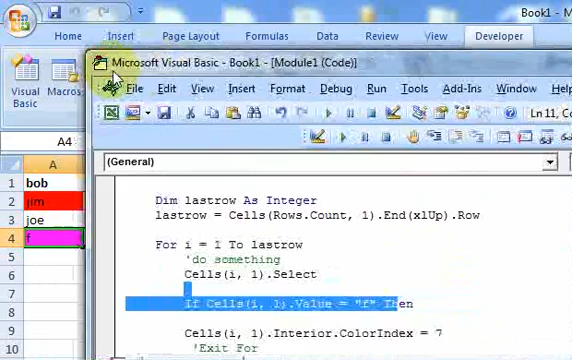 Book1 - M
Home Insert Page Layout Formulas Data Review View Developer
Microsoft Visual Basic - Book1 - [Module1 (Code)]
File Edit View Insert Format Debug Run Tools Add-Ins Window Help
Visual Basic
Macros
Ln 11, C
A4
(General)
A
1 bob
2 jim
3 joe
4 f
5
6
7
8
9
10
Dim lastrow As Integer
lastrow = Cells(Rows.Count, 1).End(xlUp).Row
For i = 1 To lastrow
'do something
Cells(i, 1).Select
If Cells(i, 1).Value = "f" Then
Cells(i, 1).Interior.ColorIndex = 7
'Exit For